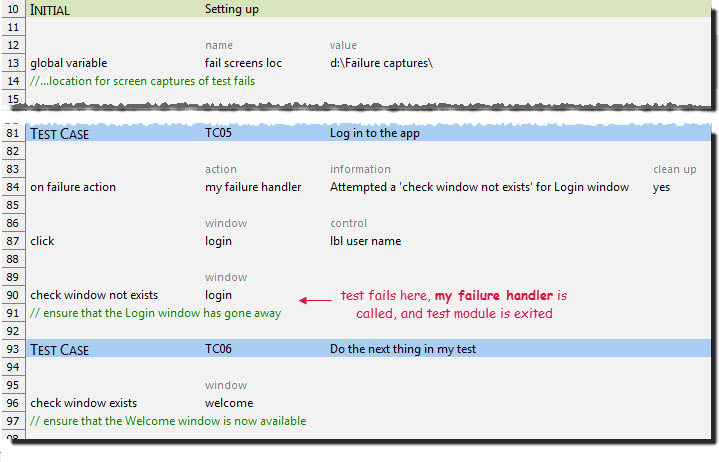 10 INITIAL Setting up
11
12 name value
13 global variable fail screens loc d:\Failure captures\
14 //...location for screen captures of test fails
15
81 TEST CASE TC05 Log in to the app
82
83 action information clean up
84 on failure action my failure handler Attempted a 'check window not exists' for Login window yes
85
86 window control
87 click login lbl user name
88
89 window
90 check window not exists login test fails here, my failure handler is
91 // ensure that the Login window has gone away called, and test module is exited
92
93 TEST CASE TC06 Do the next thing in my test
94
95 window
96 check window exists welcome
97 // ensure that the Welcome window is now available
98